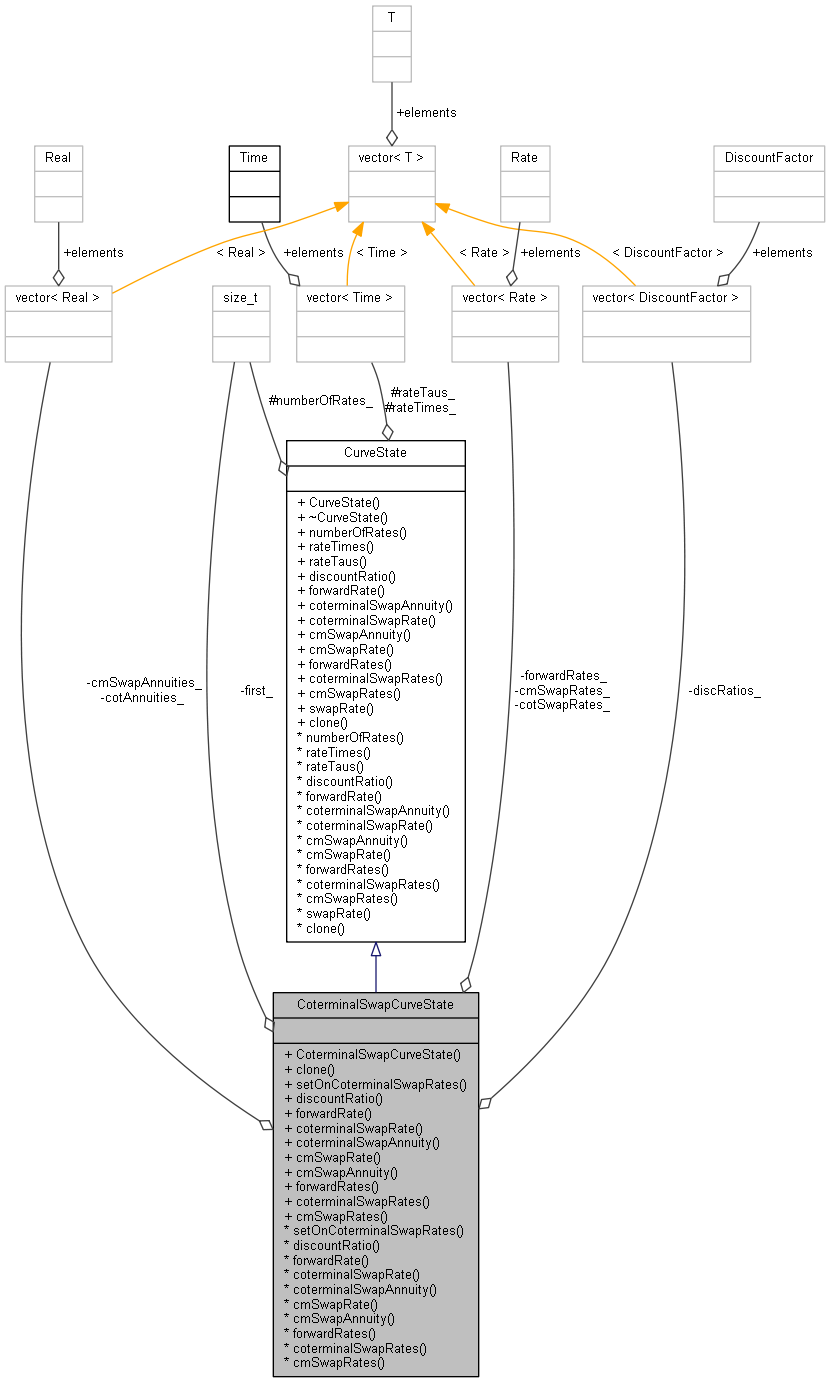 T
+elements
Real
Time
vector< T >
Rate
DiscountFactor
+elements
< Real >
+elements
< Time >
< Rate >
+elements
< DiscountFactor >
+elements
vector< Real >
size_t
vector< Time >
vector< Rate >
vector< DiscountFactor >
#numberOfRates_
#rateTaus_
#rateTimes_
CurveState
+ CurveState()
+ ~CurveState()
+ numberOfRates()
+ rateTimes()
+ rateTaus()
+ discountRatio()
+ forwardRate()
+ coterminalSwapAnnuity()
+ coterminalSwapRate()
+ cmSwapAnnuity()
+ cmSwapRate()
+ forwardRates()
+ coterminalSwapRates()
+ cmSwapRates()
+ swapRate()
+ clone()
* numberOfRates()
* rateTimes()
* rateTaus()
* discountRatio()
* forwardRate()
* coterminalSwapAnnuity()
* coterminalSwapRate()
* cmSwapAnnuity()
* cmSwapRate()
* forwardRates()
* coterminalSwapRates()
* cmSwapRates()
* swapRate()
* clone()
-cmSwapAnnuities_
-cotAnnuities_
-first_
-forwardRates_
-cmSwapRates_
-cotSwapRates_
-discRatios_
CoterminalSwapCurveState
+ CoterminalSwapCurveState()
+ clone()
+ setOnCoterminalSwapRates()
+ discountRatio()
+ forwardRate()
+ coterminalSwapRate()
+ coterminalSwapAnnuity()
+ cmSwapRate()
+ cmSwapAnnuity()
+ forwardRates()
+ coterminalSwapRates()
+ cmSwapRates()
* setOnCoterminalSwapRates()
* discountRatio()
* forwardRate()
* coterminalSwapRate()
* coterminalSwapAnnuity()
* cmSwapRate()
* cmSwapAnnuity()
* forwardRates()
* coterminalSwapRates()
* cmSwapRates()